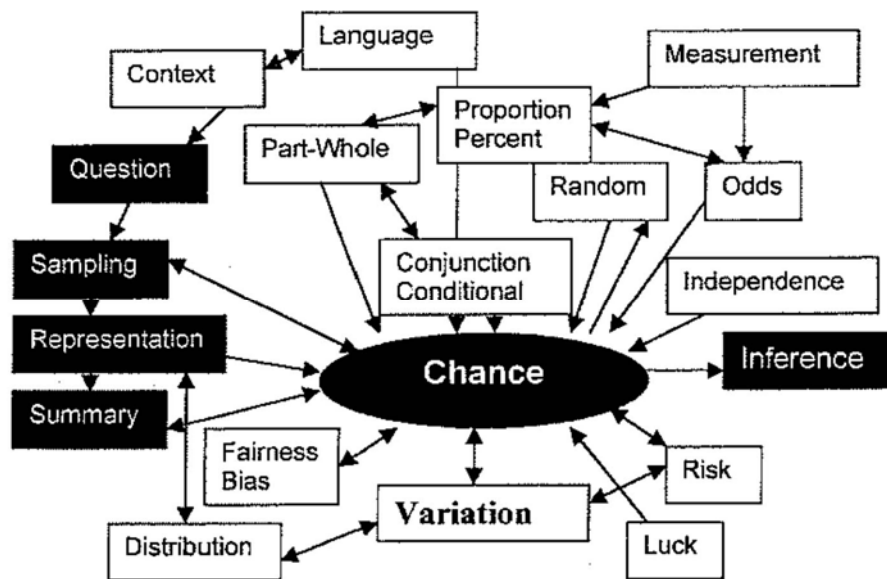 Language
Measurement
Context
Proportion
Percent
Part-Whole
Question
Random
Odds
Sampling
Conjunction
Conditional
Independence
Representation
Chance
Inference
Summary
Fairness
Bias
Risk
Variation
Distribution
Luck